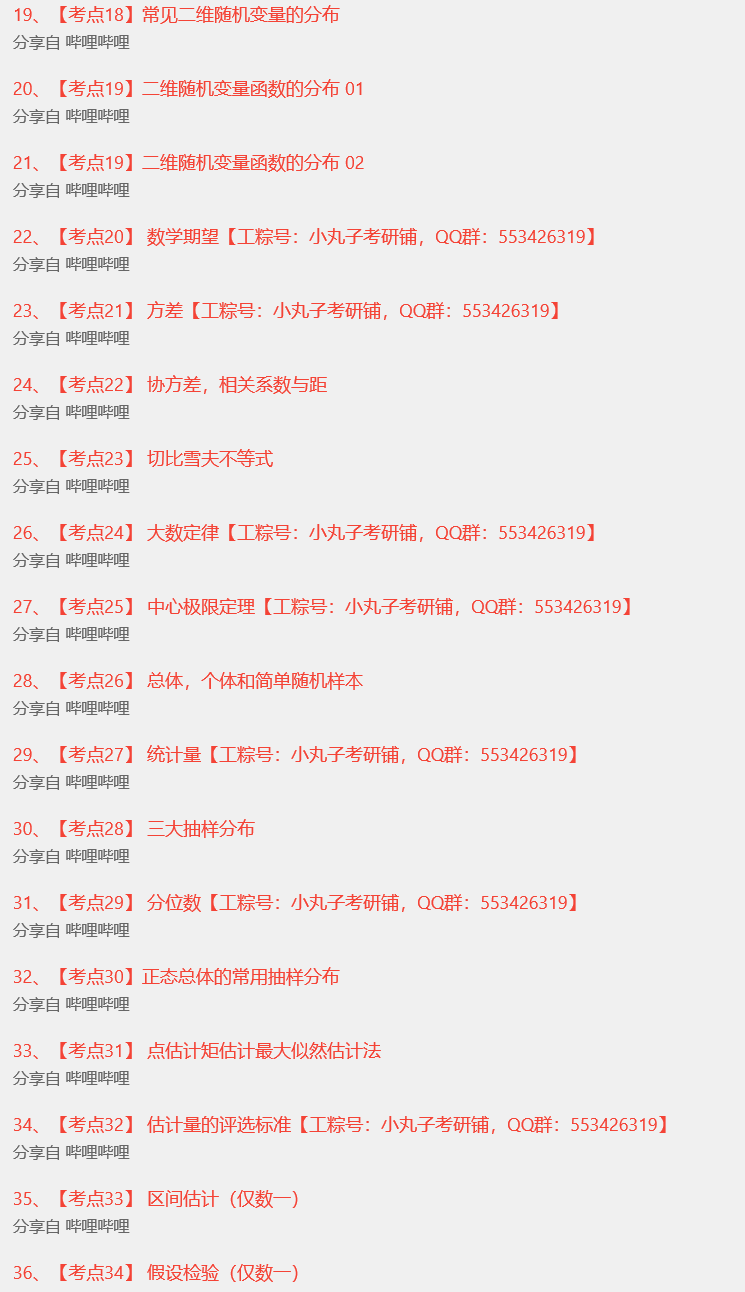 19、【考点18】常见二维随机变量的分布
分享自 哔哩哔哩
20、【考点19】二维随机变量函数的分布 01
分享自 哔哩哔哩
21、【考点19】二维随机变量函数的分布 02
分享自 哔哩哔哩
22、【考点20】 数学期望【工粽号：小丸子考研铺，QQ群：553426319】
分享自 哔哩哔哩
23、【考点21】 方差【工粽号：小丸子考研铺，QQ群：553426319】
分享自 哔哩哔哩
24、【考点22】 协方差，相关系数与距
分享自 哔哩哔哩
25、【考点23】 切比雪夫不等式
分享自 哔哩哔哩
26、【考点24】 大数定律【工粽号：小丸子考研铺，QQ群：553426319】
分享自 哔哩哔哩
27、【考点25】 中心极限定理【工粽号：小丸子考研铺，QQ群：553426319】
分享自 哔哩哔哩
28、【考点26】 总体，个体和简单随机样本
分享自 哔哩哔哩
29、【考点27】 统计量【工粽号：小丸子考研铺，QQ群：553426319】
分享自 哔哩哔哩
30、【考点28】 三大抽样分布
分享自 哔哩哔哩
31、【考点29】 分位数【工粽号：小丸子考研铺，QQ群：553426319】
分享自 哔哩哔哩
32、【考点30】正态总体的常用抽样分布
分享自 哔哩哔哩
33、【考点31】 点估计矩估计最大似然估计法
分享自 哔哩哔哩
34、【考点32】 估计量的评选标准【工粽号：小丸子考研铺，QQ群：553426319】
分享自 哔哩哔哩
35、【考点33】 区间估计（仅数一）
分享自 哔哩哔哩
36、【考点34】 假设检验（仅数一）